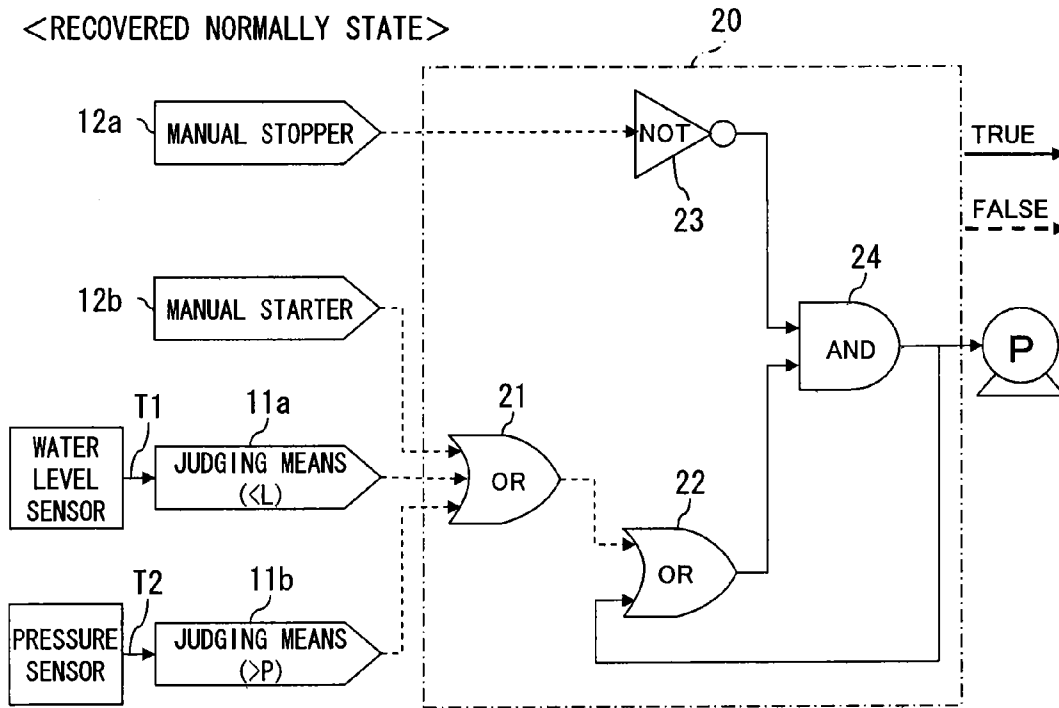 <RECOVERED NORMALLY STATE>
20
12a
MANUAL STOPPER
NOT
23
TRUE
FALSE
12b
MANUAL STARTER
24
AND
P
21
OR
T1
11a
WATER
LEVEL
SENSOR
JUDGING MEANS
(<L)
22
OR
T2
11b
PRESSURE
SENSOR
JUDGING MEANS
(>P)